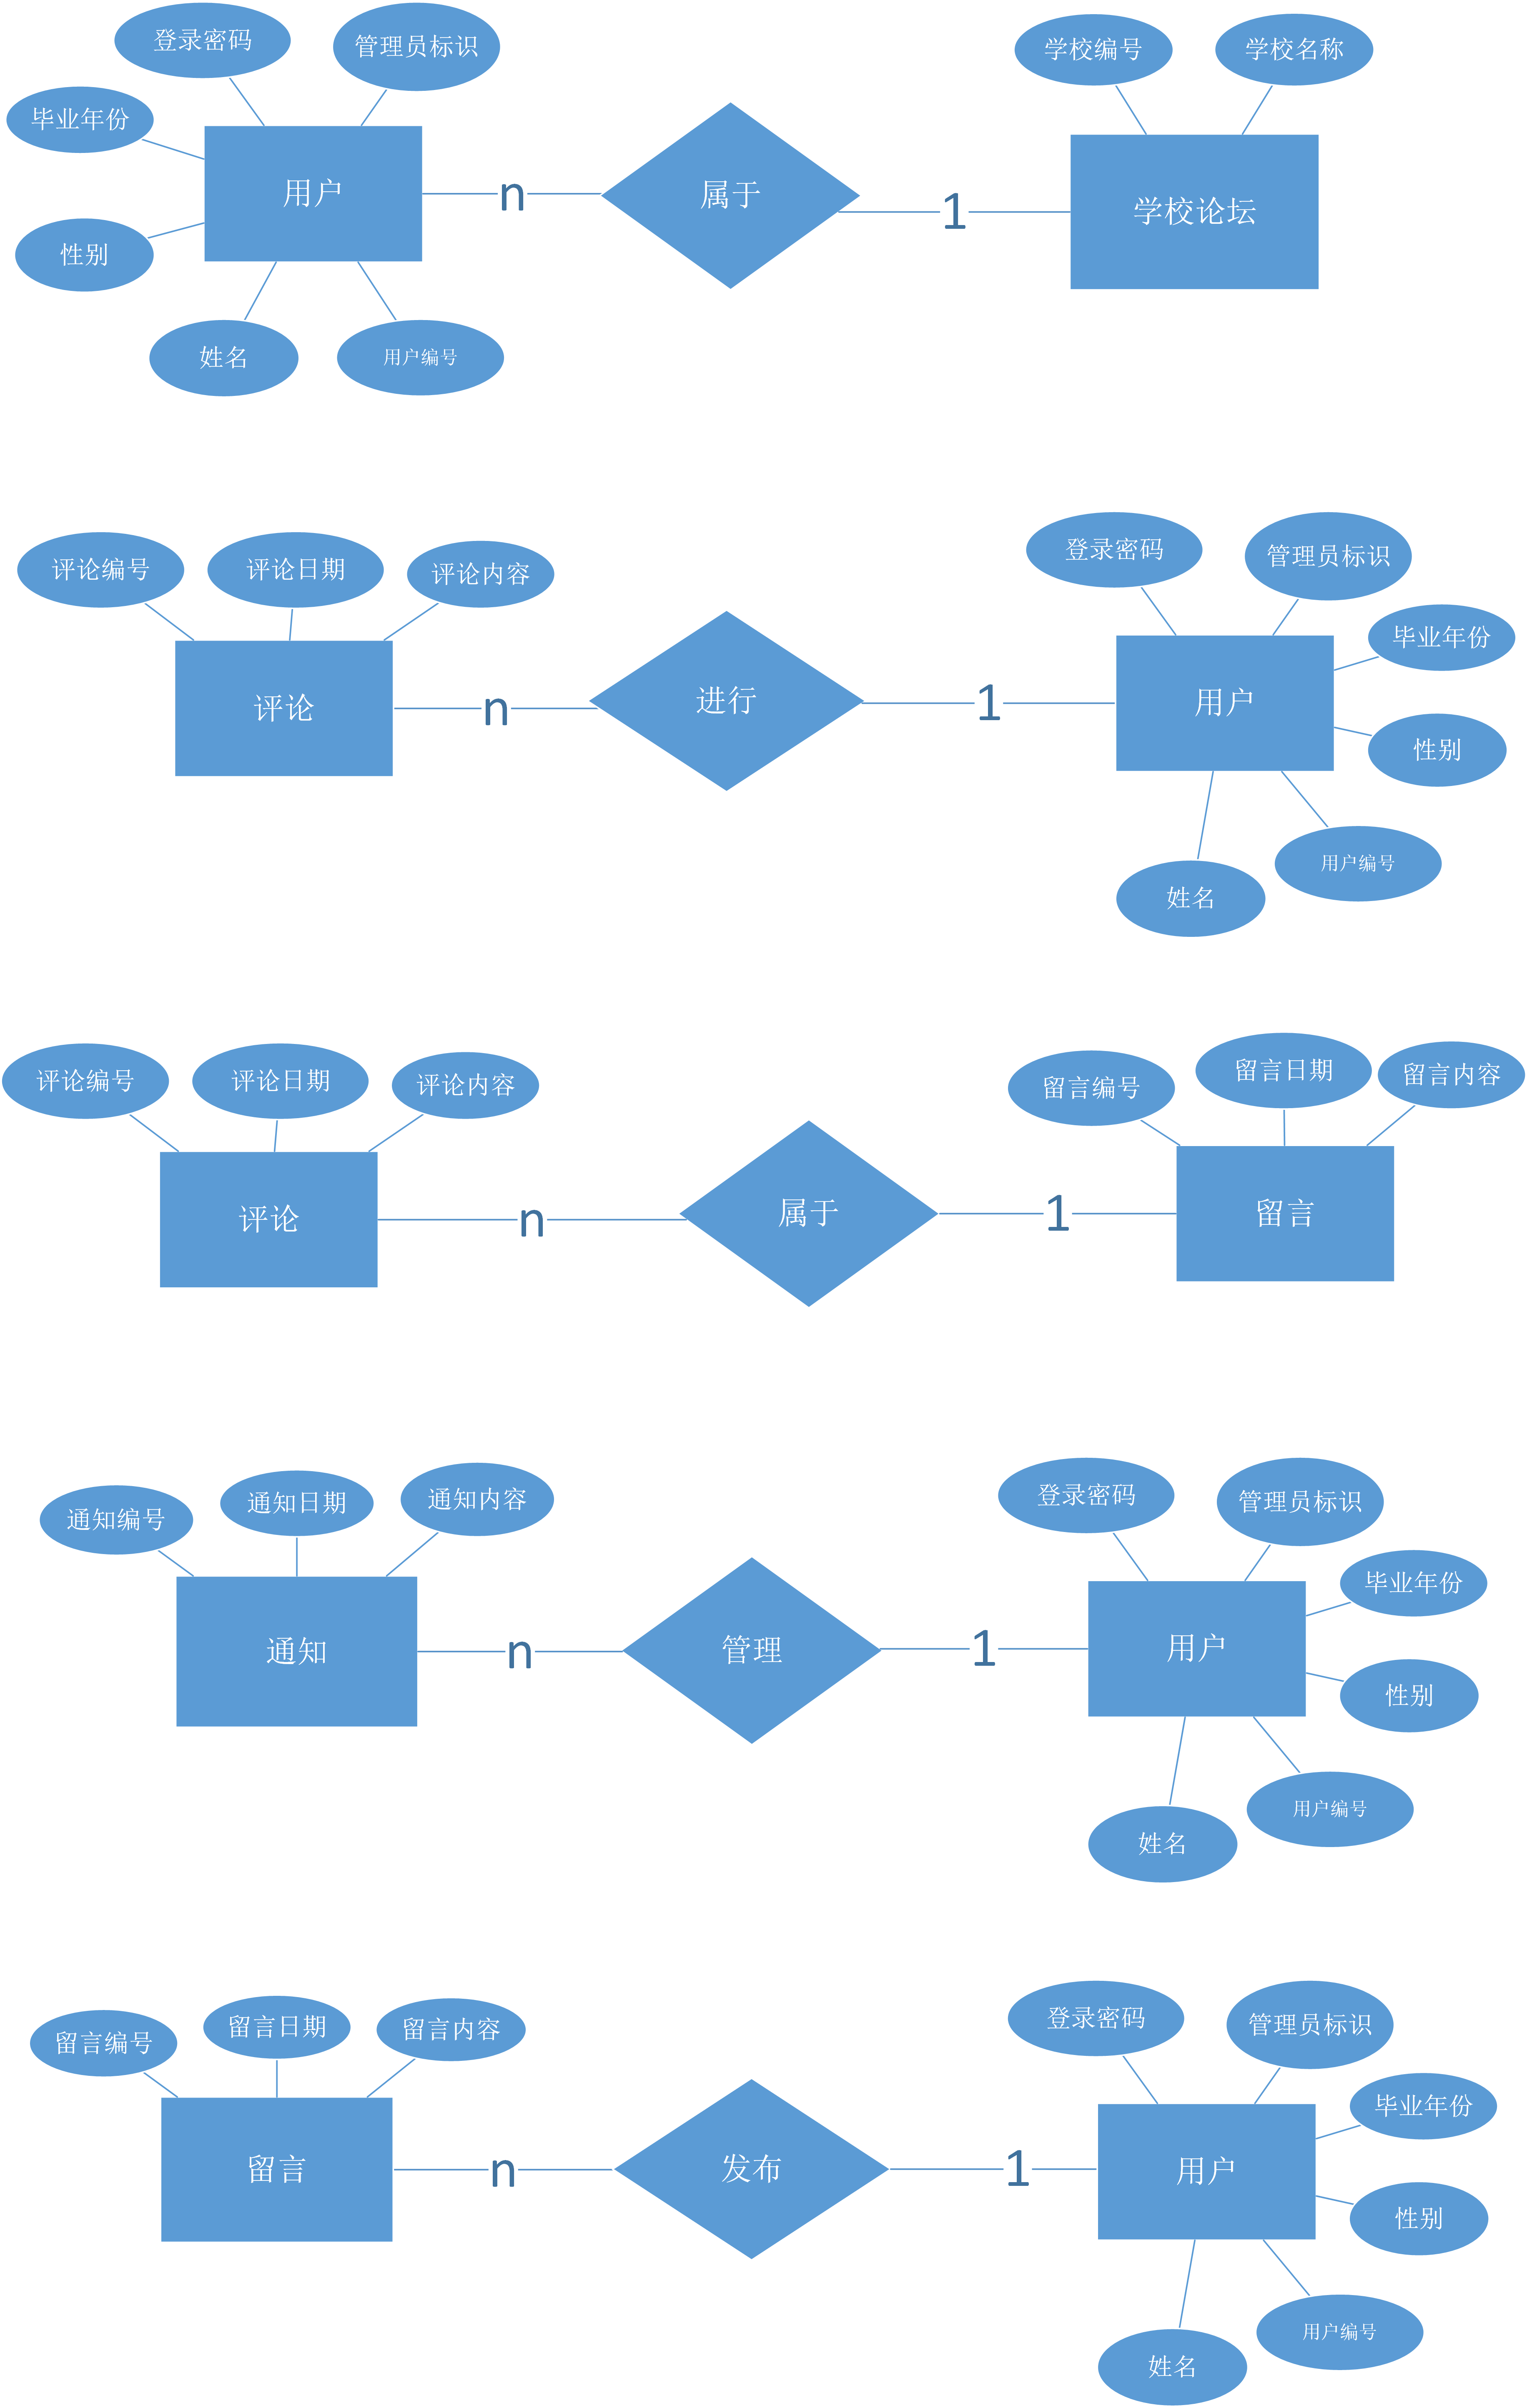 登录密码
管理员标识
学校编号
学校名称
毕业年份
用户
n
属于
1
学校论坛
性别
姓名
用户编号
评论编号
评论日期
评论内容
登录密码
管理员标识
毕业年份
评论
n
进行
1
用户
性别
用户编号
姓名
评论编号
评论日期
评论内容
留言编号
留言日期
留言内容
评论
n
属于
1
留言
通知编号
通知日期
通知内容
登录密码
管理员标识
毕业年份
通知
n
管理
1
用户
性别
用户编号
姓名
留言编号
留言日期
留言内容
登录密码
管理员标识
毕业年份
留言
n
发布
1
用户
性别
用户编号
姓名